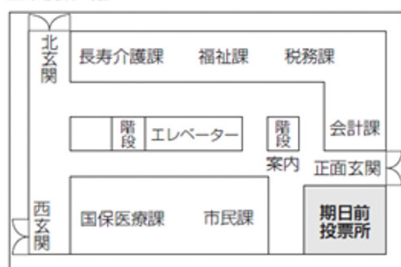 北玄関
長寿介護課
福祉課
税務課
階段
エレベーター
階段
会計課
案内
正面玄関
西玄関
国保医療課
市民課
期日前
投票所